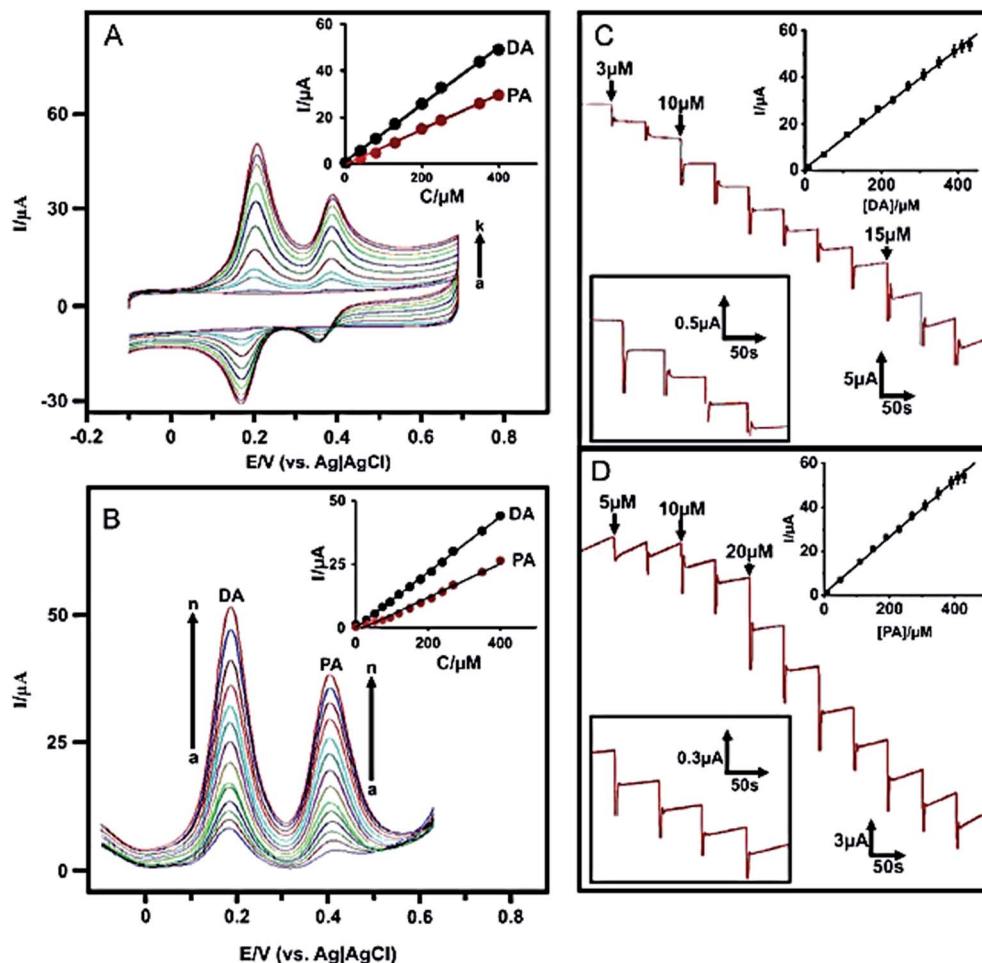 A
60
40
20
0
I/µA
DA
PA
0
200
400
C/µM
60
30
0
-30
I/µA
k
a
-0.2
0
0.2
0.4
0.6
0.8
E/V (vs. Ag|AgCl)
B
50
25
0
I/µA
DA
PA
0
200
400
C/µM
50
25
0
I/µA
n
DA
a
PA
n
a
0
0.2
0.4
0.6
0.8
E/V (vs. Ag|AgCl)
C
3µM
10µM
15µM
60
40
20
0
I/µA
0
200
400
[DA]/µM
0.5µA
50s
5µA
50s
D
5µM
10µM
20µM
60
40
20
0
I/µA
0
200
400
[PA]/µM
0.3µA
50s
3µA
50s